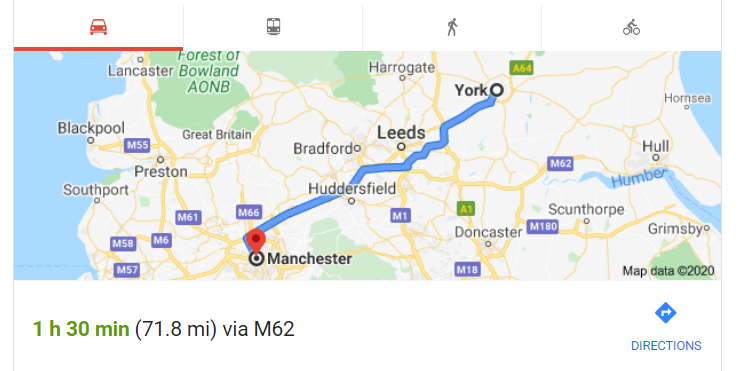 Forest of
Bowland
AONB
Lancaster
Harrogate
York
A64
Hornsea
Blackpool
M55
Great Britain
Bradford
Leeds
Preston
Hull
M62
Humber
Southport
Huddersfield
M61
M66
M1
A1
Scunthorpe
M180
Grimsby
M58
M6
Doncaster
M57
Manchester
M18
Map data ©2020
1 h 30 min (71.8 mi) via M62
DIRECTIONS